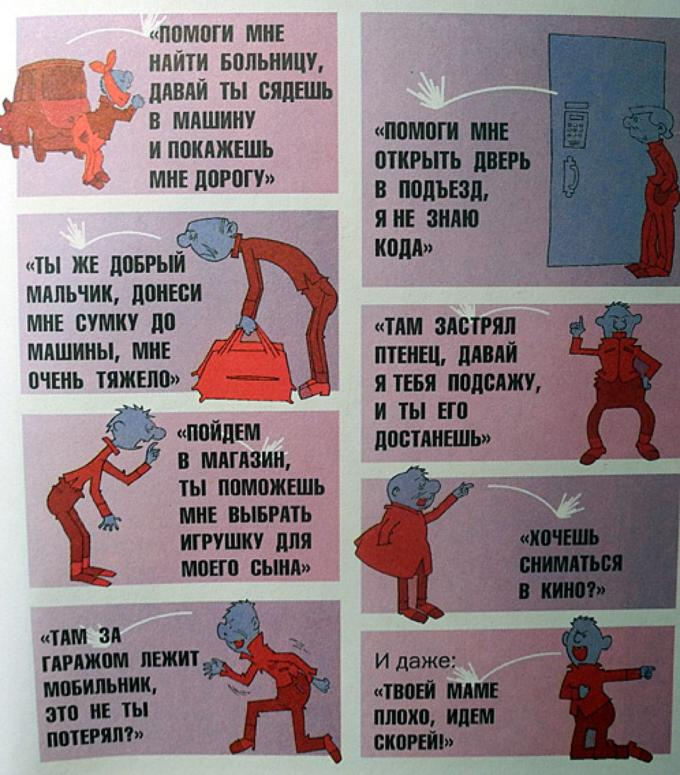 «ПОМОГИ МНЕ
НАЙТИ БОЛЬНИЦУ,
ДАВАЙ ТЫ СЯДЕШЬ
В МАШИНУ
И ПОКАЖЕШЬ
МНЕ ДОРОГУ»
«ТЫ ЖЕ ДОБРЫЙ
МАЛЬЧИК, ДОНЕСИ
МНЕ СУМКУ ДО
МАШИНЫ, МНЕ
ОЧЕНЬ ТЯЖЕЛО»
«ПОЙДЕМ
В МАГАЗИН,
ТЫ ПОМОЖЕШЬ
МНЕ ВЫБРАТЬ
ИГРУШКУ ДЛЯ
МОЕГО СЫНА»
«ТАМ ЗА
ГАРАЖОМ ЛЕЖИТ
МОБИЛЬНИК,
ЭТО НЕ ТЫ
ПОТЕРЯЛ?»
«ПОМОГИ МНЕ
ОТКРЫТЬ ДВЕРЬ
В ПОДЪЕЗД,
Я НЕ ЗНАЮ
КОДА»
«ТАМ ЗАСТРЯЛ
ПТЕНЕЦ, ДАВАЙ
Я ТЕБЯ ПОДСАЖУ,
И ТЫ ЕГО
ДОСТАНЕШЬ»
«ХОЧЕШЬ
СНИМАТЬСЯ
В КИНО?»
И даже:
«ТВОЕЙ МАМЕ
ПЛОХО, ИДЕМ
СКОРЕЙ!»